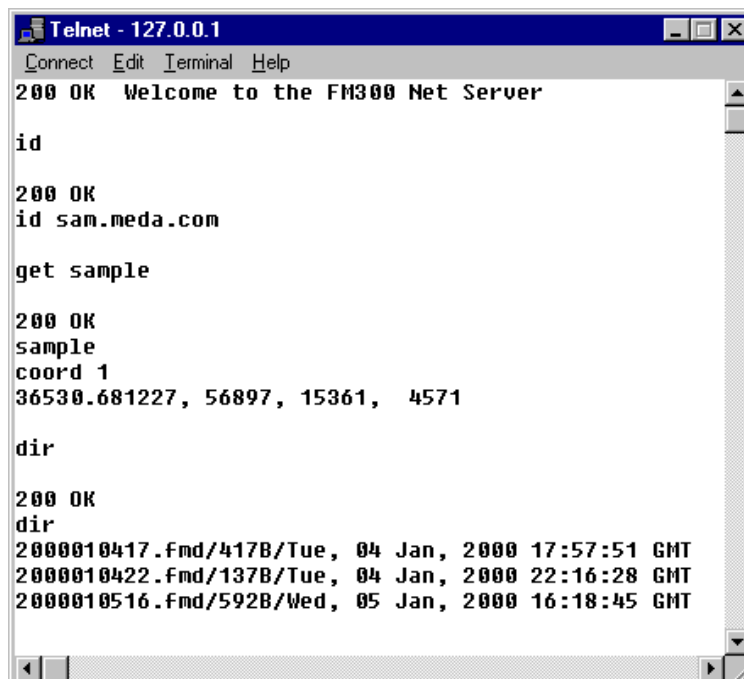 Telnet - 127.0.0.1
Connect Edit Terminal Help
200 OK  Welcome to the FM300 Net Server
id
200 OK
id sam.meda.com
get sample
200 OK
sample
coord 1
36530.681227, 56897, 15361,  4571
dir
200 OK
dir
2000010417.fmd/417B/Tue, 04 Jan, 2000 17:57:51 GMT
2000010422.fmd/137B/Tue, 04 Jan, 2000 22:16:28 GMT
2000010516.fmd/592B/Wed, 05 Jan, 2000 16:18:45 GMT